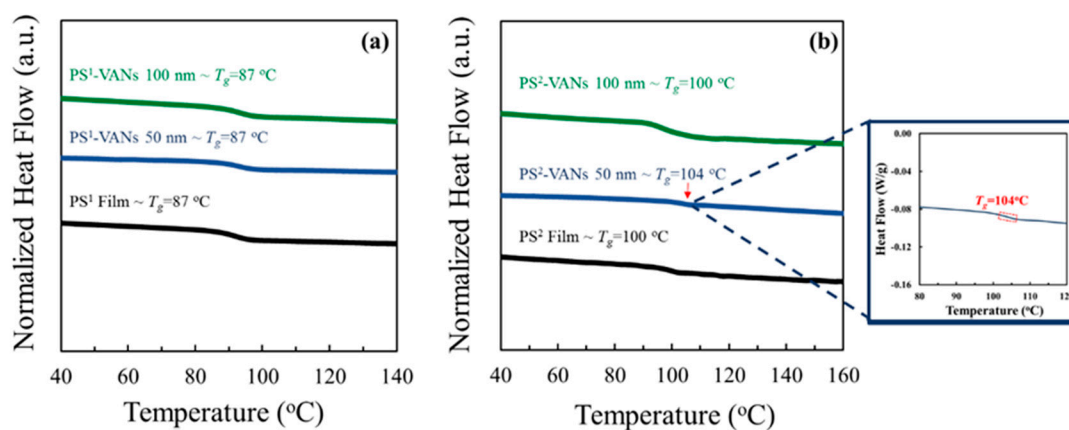 Normalized Heat Flow (a.u.)
(a)
PS¹-VANs 100 nm ~ Tg=87 °C
PS¹-VANs 50 nm ~ Tg=87 °C
PS¹ Film ~ Tg=87 °C
40 60 80 100 120 140
Temperature (°C)
Normalized Heat Flow (a.u.)
(b)
PS²-VANs 100 nm ~ Tg=100 °C
PS²-VANs 50 nm ~ Tg=104 °C
PS² Film ~ Tg=100 °C
40 60 80 100 120 140 160
Temperature (°C)
Heat Flow (W/g)
0.00
-0.04
-0.08
-0.12
-0.16
Tg=104°C
80 90 100 110 120
Temperature (°C)